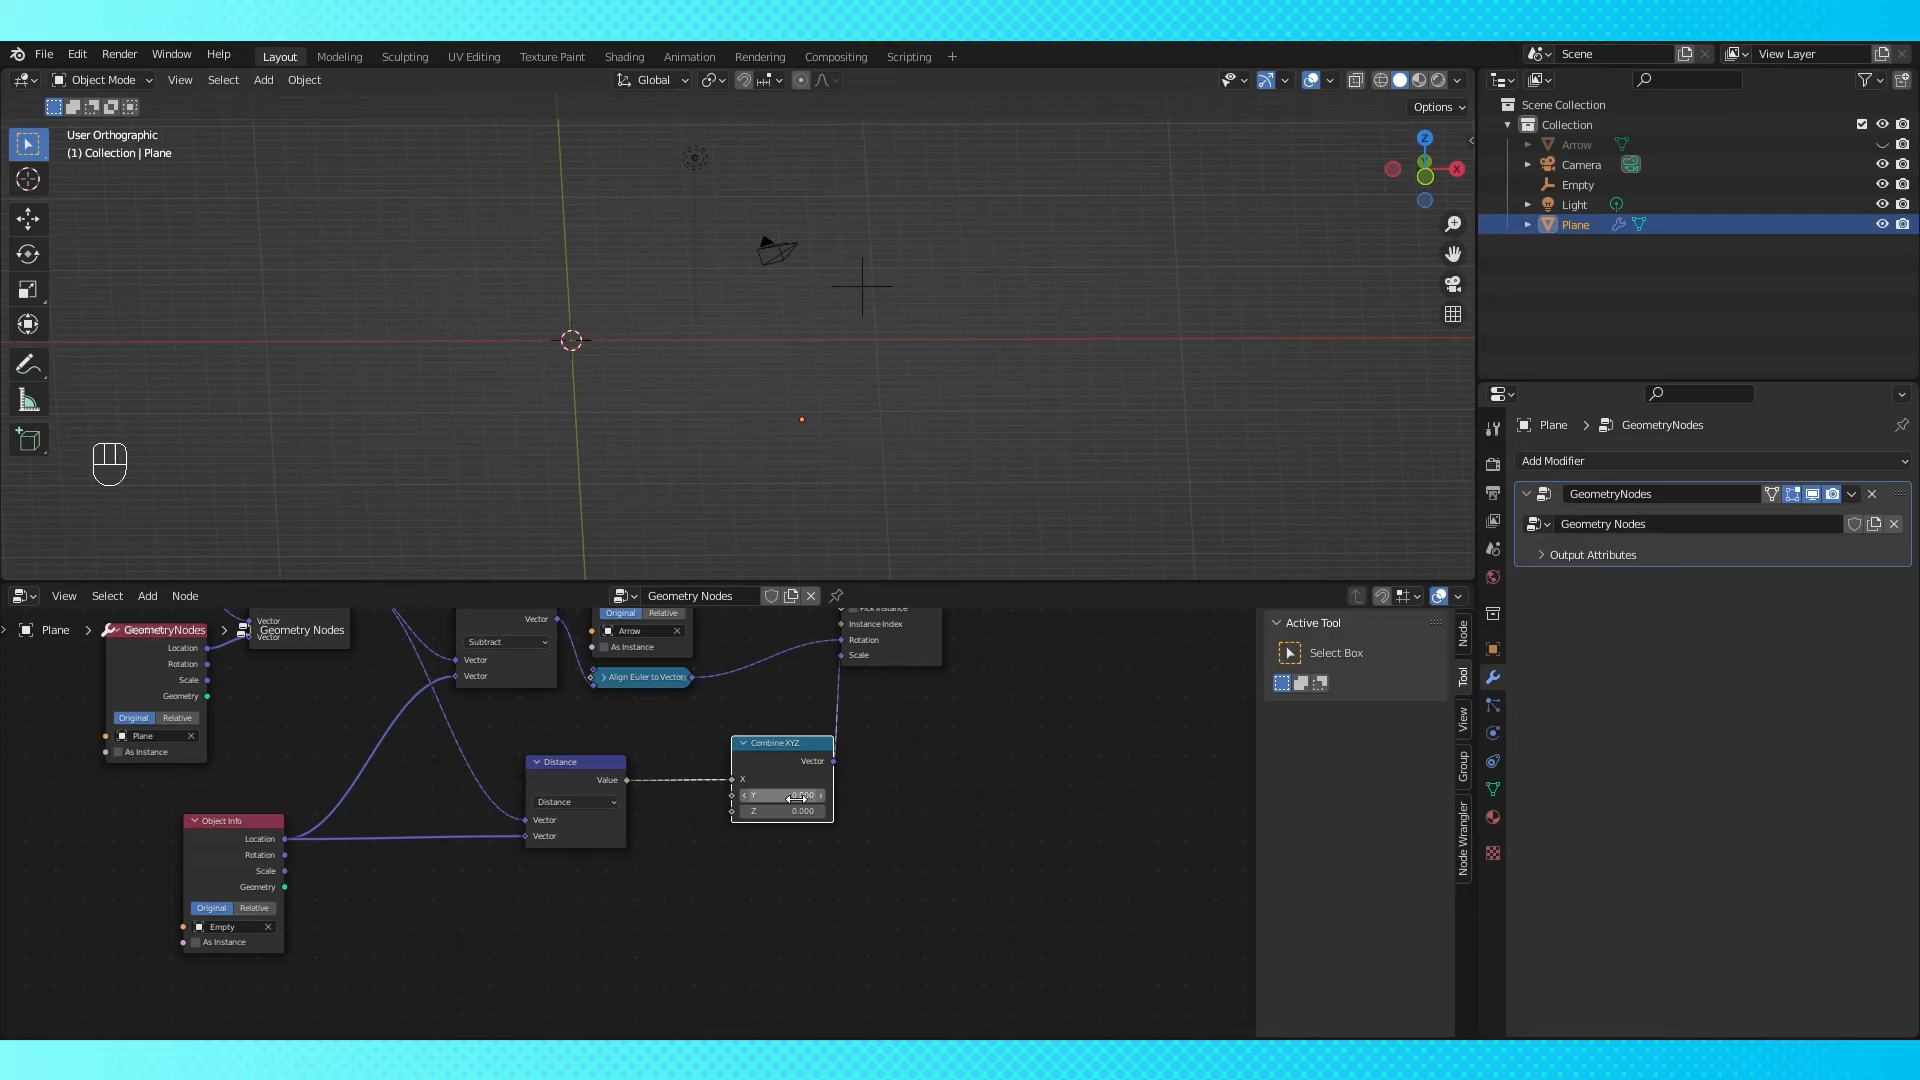 File Edit Render Window Help
Layout Modeling Sculpting UV Editing Texture Paint Shading Animation Rendering Compositing Scripting +
Scene
View Layer
Object Mode View Select Add Object
Global
Options
User Orthographic
(1) Collection | Plane
Z
X
Scene Collection
Collection
Arrow
Camera
Empty
Light
Plane
Plane > GeometryNodes
Add Modifier
GeometryNodes
Geometry Nodes
Output Attributes
View Select Add Node
Geometry Nodes
Plane > GeometryNodes > Geometry Nodes
Location
Rotation
Scale
Geometry
Original Relative
Plane
As Instance
Vector
Vector
Vector
Subtract
Vector
Vector
Original Relative
Arrow
As Instance
Align Euler to Vector
Pick Instance
Instance Index
Rotation
Scale
Object Info
Location
Rotation
Scale
Geometry
Original Relative
Empty
As Instance
Distance
Value
Distance
Vector
Vector
Combine XYZ
Vector
X
Y
Z 0.000
Active Tool
Select Box
Node
Tool
View
Group
Node Wrangler